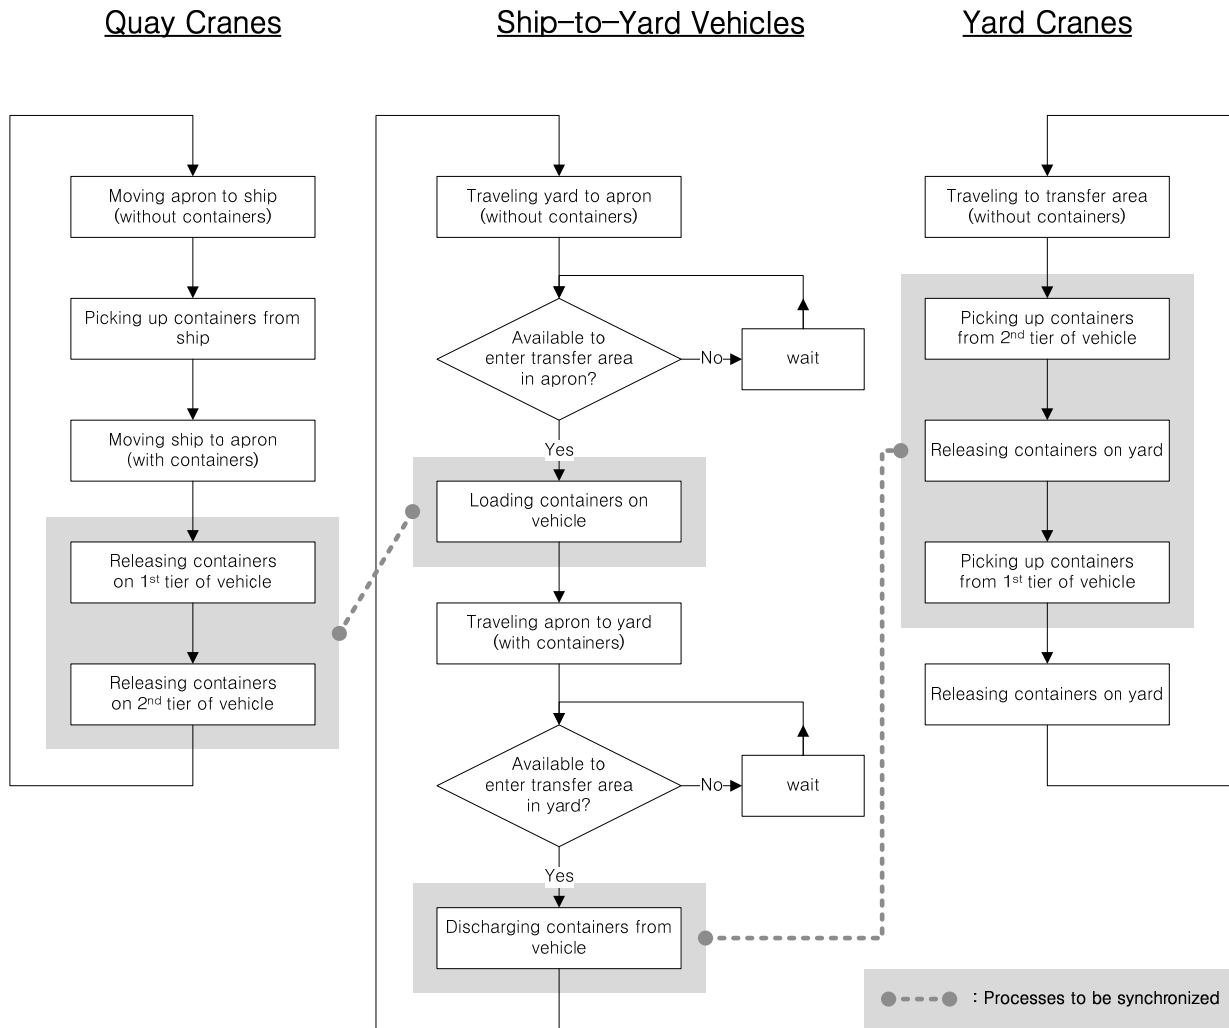 Quay Cranes
Moving apron to ship
(without containers)
Picking up containers from
ship
Moving ship to apron
(with containers)
Releasing containers
on 1st tier of vehicle
Releasing containers
on 2nd tier of vehicle
Ship-to-Yard Vehicles
Traveling yard to apron
(without containers)
Available to
enter transfer area
in apron?
No
wait
Yes
Loading containers on
vehicle
Traveling apron to yard
(with containers)
Available to
enter transfer area
in yard?
No
wait
Yes
Discharging containers from
vehicle
Yard Cranes
Traveling to transfer area
(without containers)
Picking up containers
from 2nd tier of vehicle
Releasing containers on yard
Picking up containers
from 1st tier of vehicle
Releasing containers on yard
: Processes to be synchronized